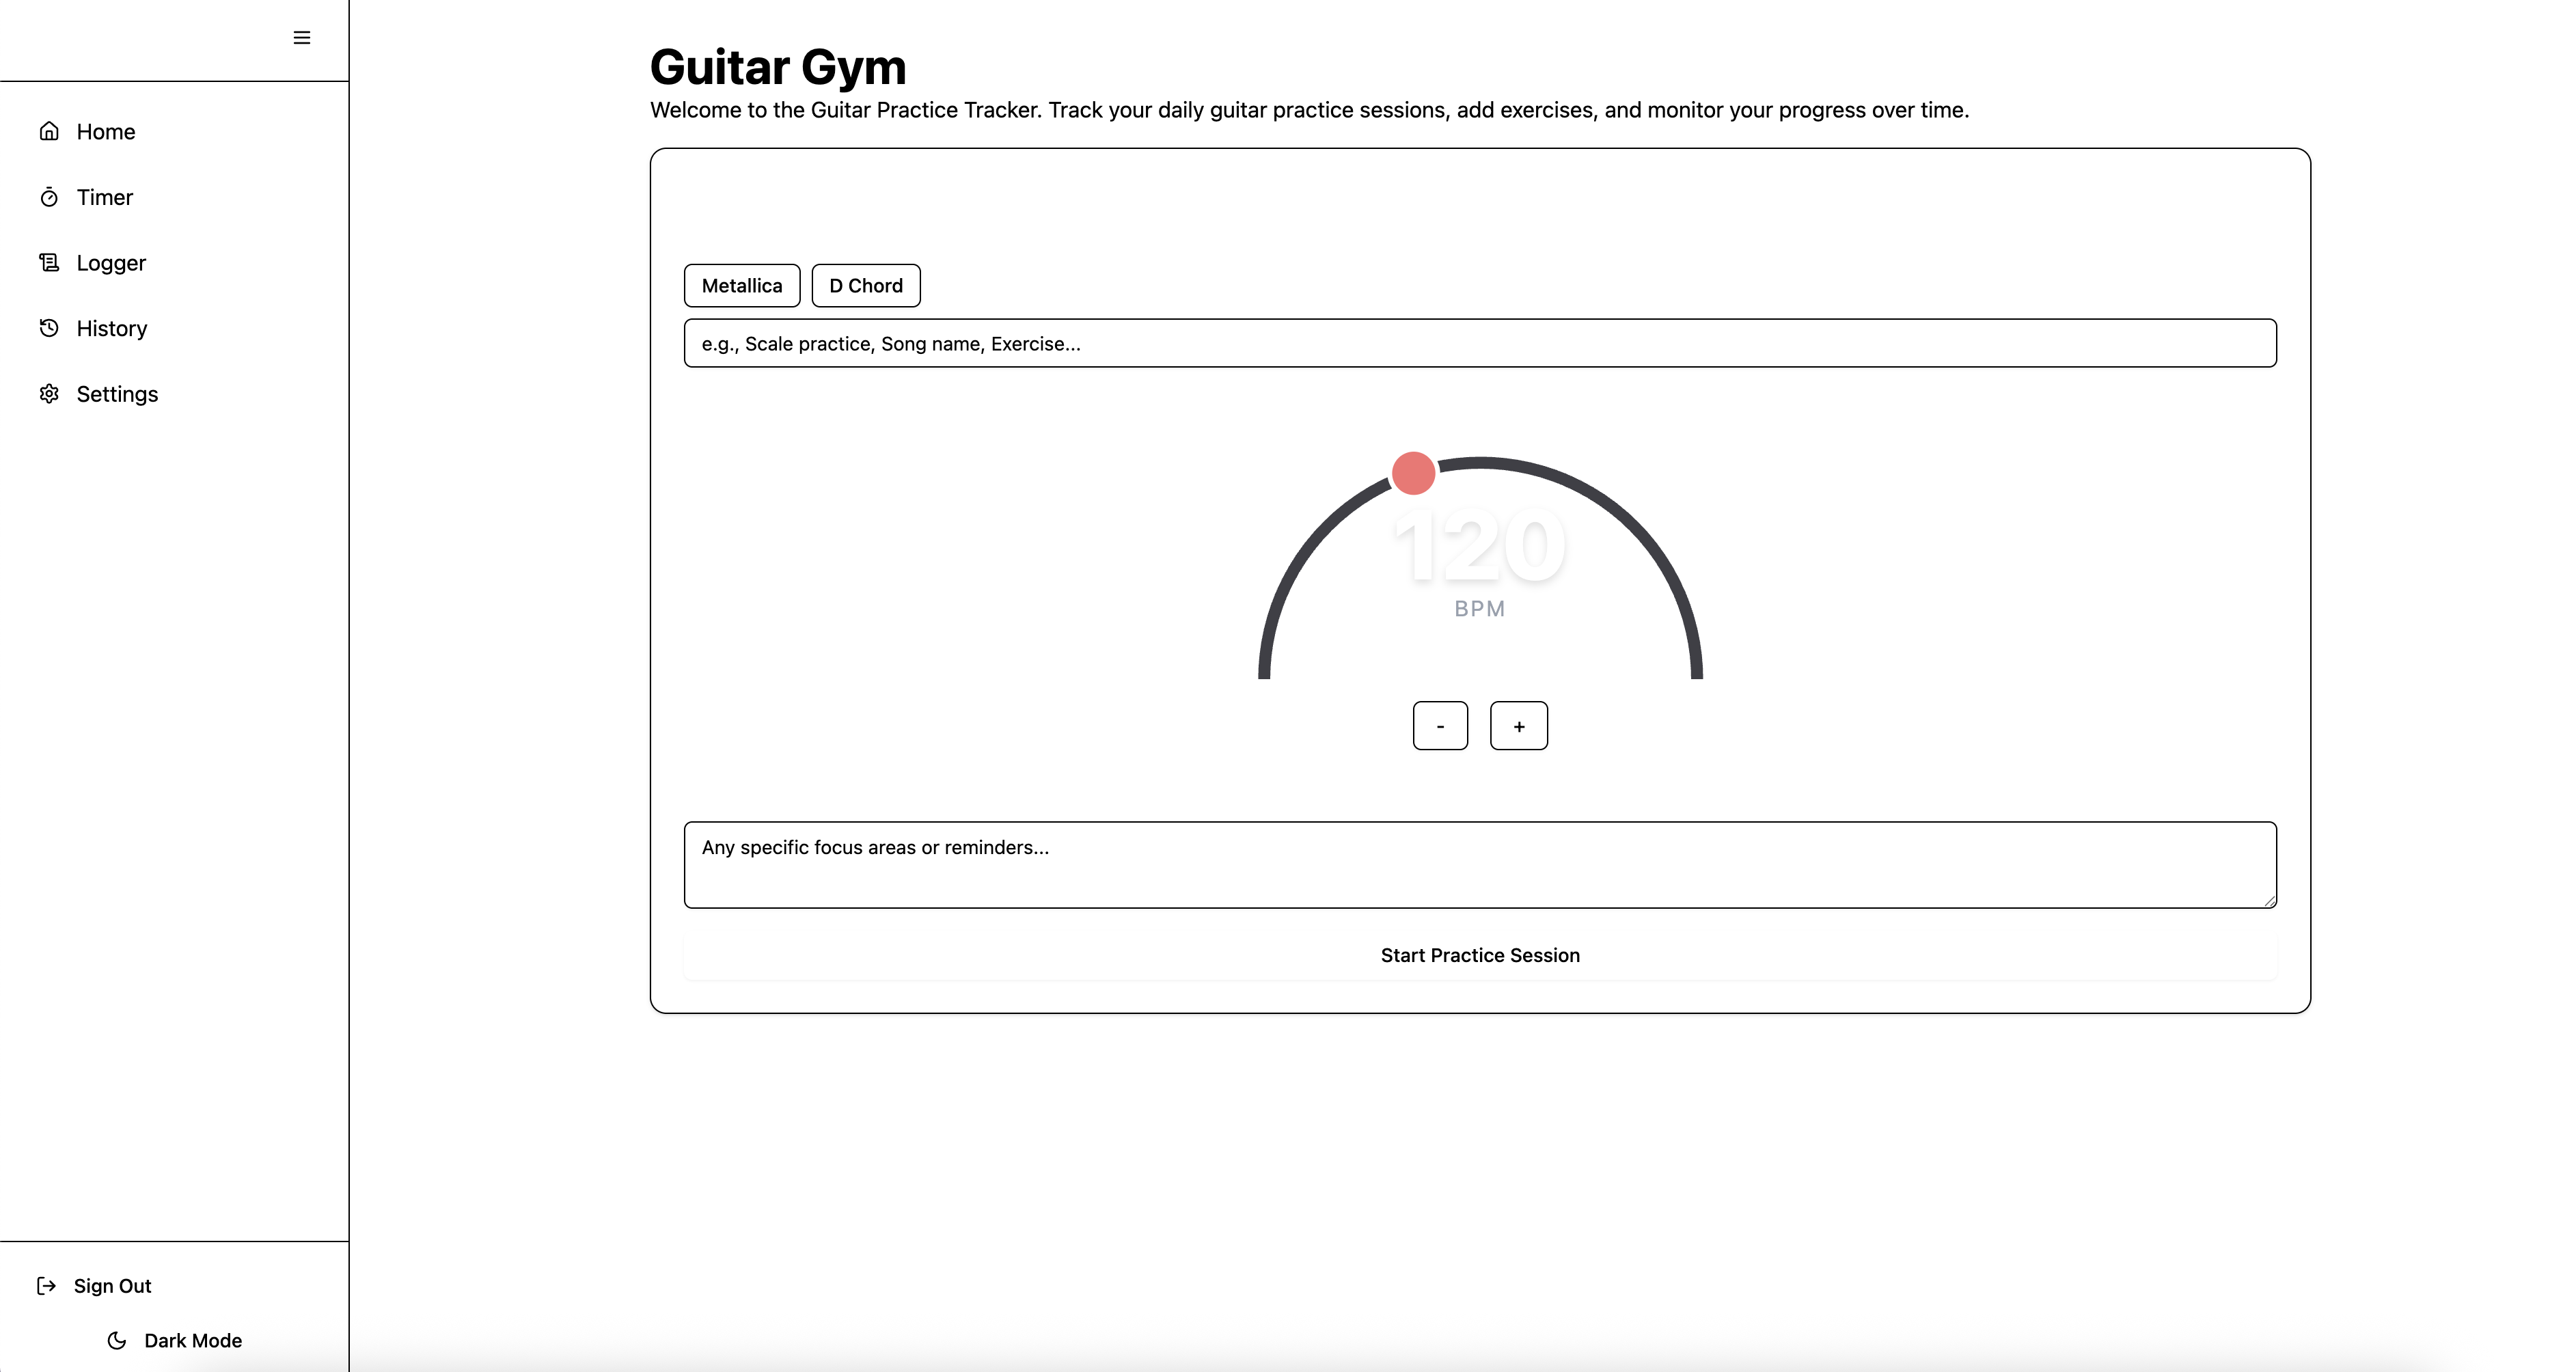 Home
Timer
Logger
History
Settings
Sign Out
Dark Mode
Guitar Gym
Welcome to the Guitar Practice Tracker. Track your daily guitar practice sessions, add exercises, and monitor your progress over time.
Metallica D Chord
e.g., Scale practice, Song name, Exercise...
120
BPM
- +
Any specific focus areas or reminders...
Start Practice Session